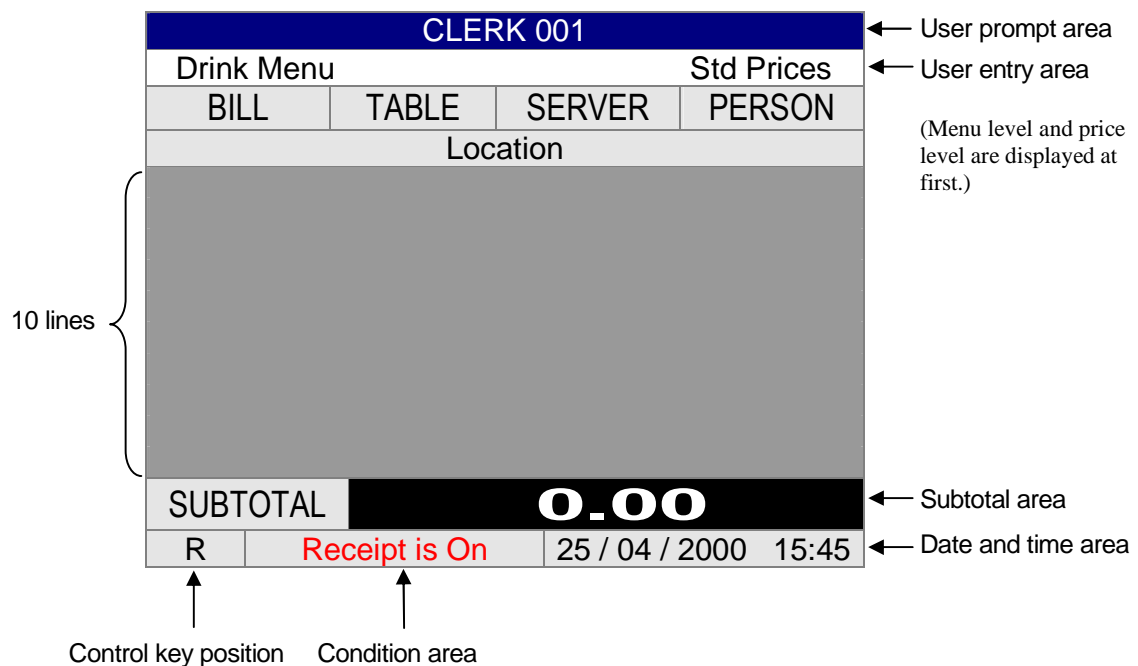 CLERK 001
User prompt area
Drink Menu Std Prices
User entry area
BILL TABLE SERVER PERSON
(Menu level and price
level are displayed at
first.)
Location
10 lines
SUBTOTAL 0.00
Subtotal area
R Receipt is On 25 / 04 / 2000 15:45
Date and time area
Control key position Condition area